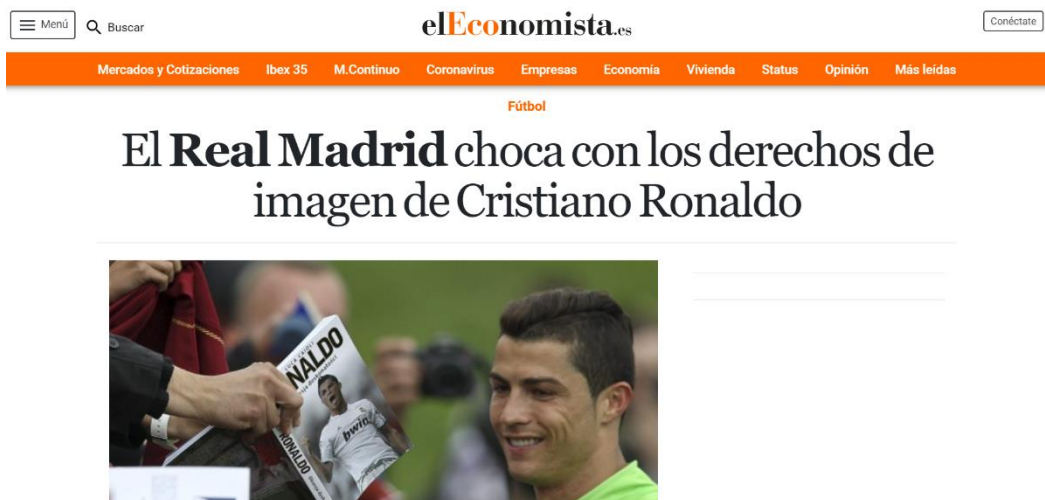 Menú
Buscar
elEconomista.es
Conéctate
Mercados y Cotizaciones Ibex 35 M.Continuo Coronavirus Empresas Economía Vivienda Status Opinión Más leídas
Fútbol
El Real Madrid choca con los derechos de
imagen de Cristiano Ronaldo
NALDO
bwin
RONALDO